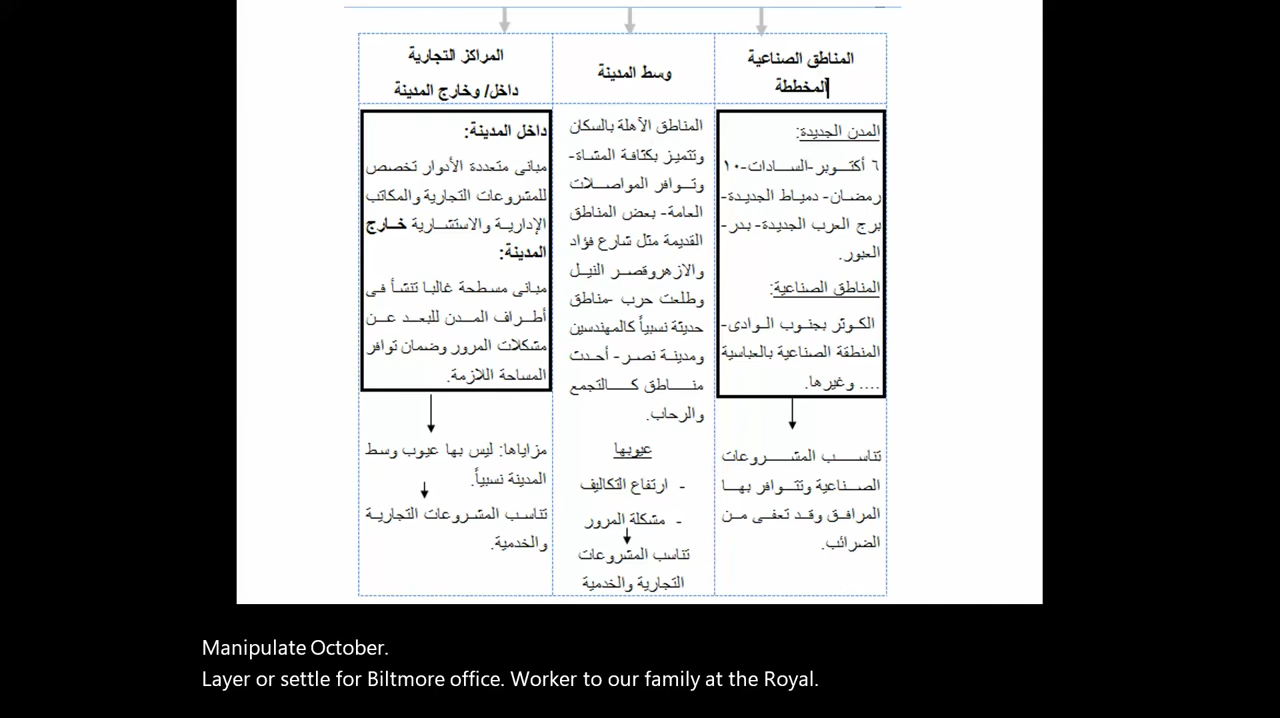 المناطق الصناعية
المخططة
المدن الجديدة:
٦ أكتوبر-السادات-١٠
رمضان- دمياط الجديدة-
برج العرب الجديدة- بدر-
العبور.
المناطق الصناعية:
الكوثر بجنوب الوادى-
المنطقة الصناعية بالعباسية
.... وغيرها.
تناسب المشروعات
الصناعية وتتوافر بها
المرافق وقد تعفى من
الضرائب.
وسط المدينة
المناطق الآهلة بالسكان
وتتميز بكثافة المشاة-
وتوافر المواصلات
العامة- بعض المناطق
القديمة مثل شارع فؤاد
والازهروقصر النيل
وطلعت حرب -مناطق
حديثة نسبياً كالمهندسين
ومدينة نصر- أحدث
مناطق كالتجمع
والرحاب.
عيوبها
- ارتفاع التكاليف
- مشكلة المرور
تناسب المشروعات
التجارية والخدمية
المراكز التجارية
داخل/ وخارج المدينة
داخل المدينة:
مبانى متعددة الأدوار تخصص
للمشروعات التجارية والمكاتب
الإدارية والاستشارية خارج
المدينة:
مبانى مسطحة غالبا تنشأ فى
أطراف المدن للبعد عن
مشكلات المرور وضمان توافر
المساحة اللازمة.
مزاياها: ليس بها عيوب وسط
المدينة نسبياً.
تناسب المشروعات التجارية
والخدمية.
Manipulate October.
Layer or settle for Biltmore office. Worker to our family at the Royal.